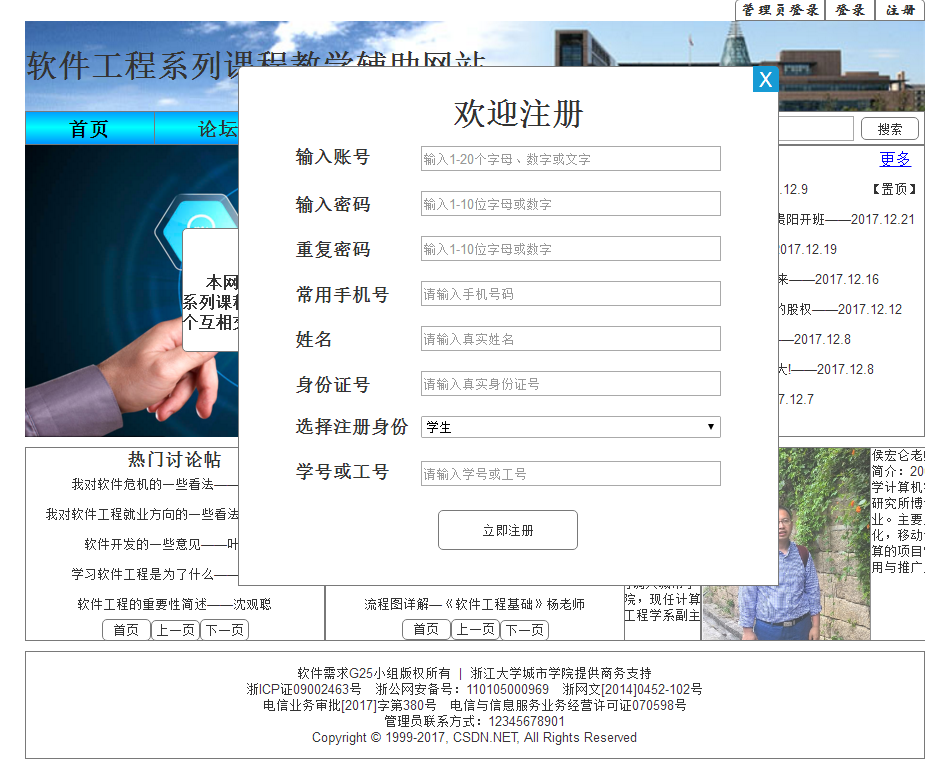 管理员登录 登录 注册
软件工程系列课程教学辅助网站
X
欢迎注册
首页 论坛
搜索
输入账号 输入1-20个字母、数字或文字
更多
.12.9 【置顶】
输入密码 输入1-10位字母或数字
贵阳开班——2017.12.21
重复密码 输入1-10位字母或数字
2017.12.19
本网
系列课程
个互相交
常用手机号 请输入手机号码
来——2017.12.16
的股权——2017.12.12
姓名 请输入真实姓名
——2017.12.8
大!——2017.12.8
身份证号 请输入真实身份证号
7.12.7
选择注册身份 学生
学号或工号 请输入学号或工号
立即注册
热门讨论帖
我对软件危机的一些看法——
我对软件工程就业方向的一些看法
软件开发的一些意见——叶
学习软件工程是为了什么——
软件工程的重要性简述——沈观聪
首页 上一页 下一页
流程图详解—《软件工程基础》杨老师
首页 上一页 下一页
院，现任计算
工程学系副主
侯宏仑老师
简介：20
学计算机
研究所博
业。主要
化，移动
算的项目
用与推广
软件需求G25小组版权所有 | 浙江大学城市学院提供商务支持
浙ICP证09002463号 浙公网安备号：110105000969 浙网文[2014]0452-102号
电信业务审批[2017]字第380号 电信与信息服务业务经营许可证070598号
管理员联系方式：12345678901
Copyright © 1999-2017, CSDN.NET, All Rights Reserved